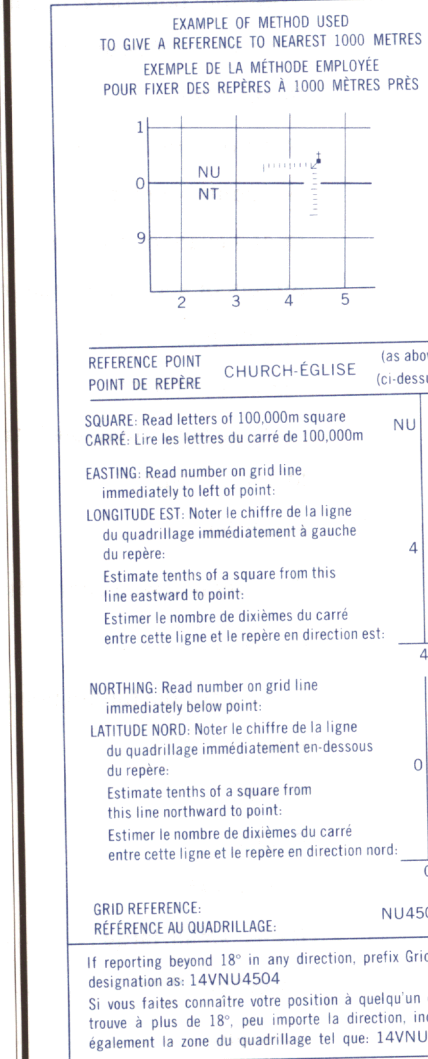 EXAMPLE OF METHOD USED
TO GIVE A REFERENCE TO NEAREST 1000 METRES
EXEMPLE DE LA MÉTHODE EMPLOYÉE
POUR FIXER DES REPÈRES À 1000 MÈTRES PRÈS
1
NU
0
NT
9
2 3 4 5
REFERENCE POINT
POINT DE REPÈRE
CHURCH-ÉGLISE
(as
SQUARE: Read letters of 100,000m square
CARRÉ: Lire les lettres du carré de 100,000m
NU
EASTING: Read number on grid line
immediately to left of point:
LONGITUDE EST: Noter le chiffre de la ligne
du quadrillage immédiatement à gauche
du repère:
4
Estimate tenths of a square from this
line eastward to point:
Estimer le nombre de dixièmes du carré
entre cette ligne et le repère en direction est:
4
NORTHING: Read number on grid line
immediately below point:
LATITUDE NORD: Noter le chiffre de la ligne
du quadrillage immédiatement en-dessous
du repère:
0
Estimate tenths of a square from
this line northward to point:
Estimer le nombre de dixièmes du carré
entre cette ligne et le repère en direction nord:
GRID REFERENCE:
RÉFÉRENCE AU QUADRILLAGE:
NU450
If reporting beyond 18° in any direction, prefix Grid
designation as: 14VNU4504
Si vous faites connaître votre position à quelqu'un
trouve à plus de 18°, peu importe la direction,
également la zone du quadrillage tel que: 14VNU